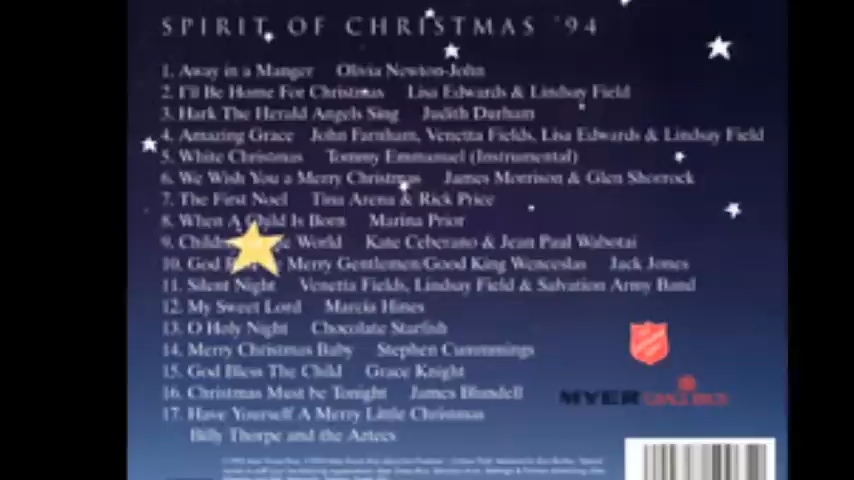 SPIRIT OF CHRISTMAS '94
1. Away in a Manger Olivia Newton-John
2. I'll Be Home For Christmas Lisa Edwards & Lindsay Field
3. Hark The Herald Angels Sing Judith Durham
4. Amazing Grace John Farnham, Venetta Fields, Lisa Edwards & Lindsay Field
5. White Christmas Tommy Emmanuel (Instrumental)
6. We Wish You a Merry Christmas James Morrison & Glen Shorrock
7. The First Noel Tina Arena & Rick Price
8. When A Child Is Born Marina Prior
9. World Kate Ceberano & Jean Paul Wabotai
10. God Merry Gentlemen/Good King Wenceslas Jack Jones
11. Silent Night Venetta Fields, Lindsay Field & Salvation Army Band
12. My Sweet Lord Marcia Hines
13. O Holy Night Chocolate Starfish
14. Merry Christmas Baby Stephen Cummmings
15. God Bless The Child Grace Knight
16. Christmas Must be Tonight James Blundell
17. Have Yourself A Merry Little Christmas
Billy Thorpe and the Aztecs
MYER GRACE BROS